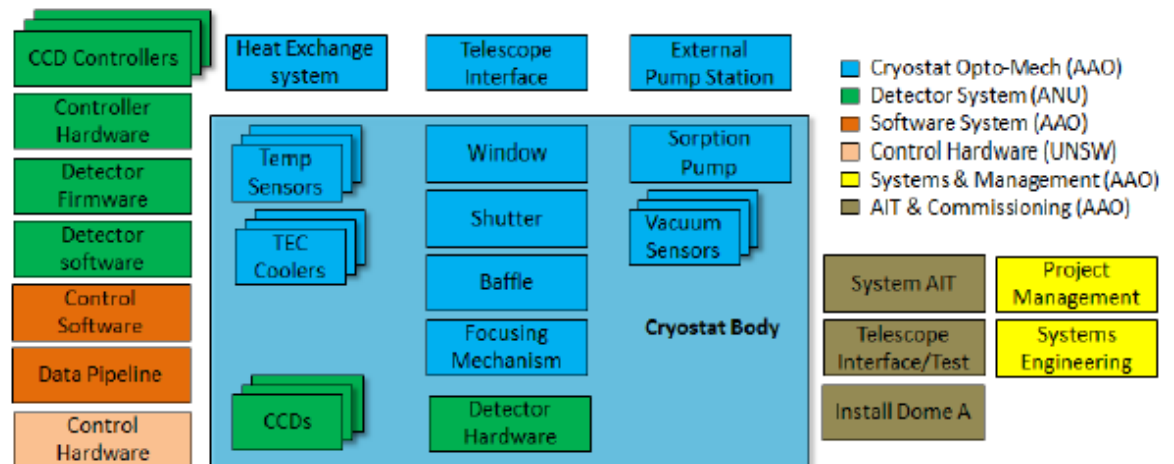 CCD Controllers
Controller
Hardware
Detector
Firmware
Detector
software
Control
Software
Data Pipeline
Control
Hardware
Heat Exchange
system
Telescope
Interface
External
Pump Station
Temp
Sensors
TEC
Coolers
CCDs
Window
Shutter
Baffle
Focusing
Mechanism
Detector
Hardware
Sorption
Pump
Vacuum
Sensors
Cryostat Body
Cryostat Opto-Mech (AAO)
Detector System (ANU)
Software System (AAO)
Control Hardware (UNSW)
Systems & Management (AAO)
AIT & Commissioning (AAO)
System AIT
Telescope
Interface/Test
Install Dome A
Project
Management
Systems
Engineering